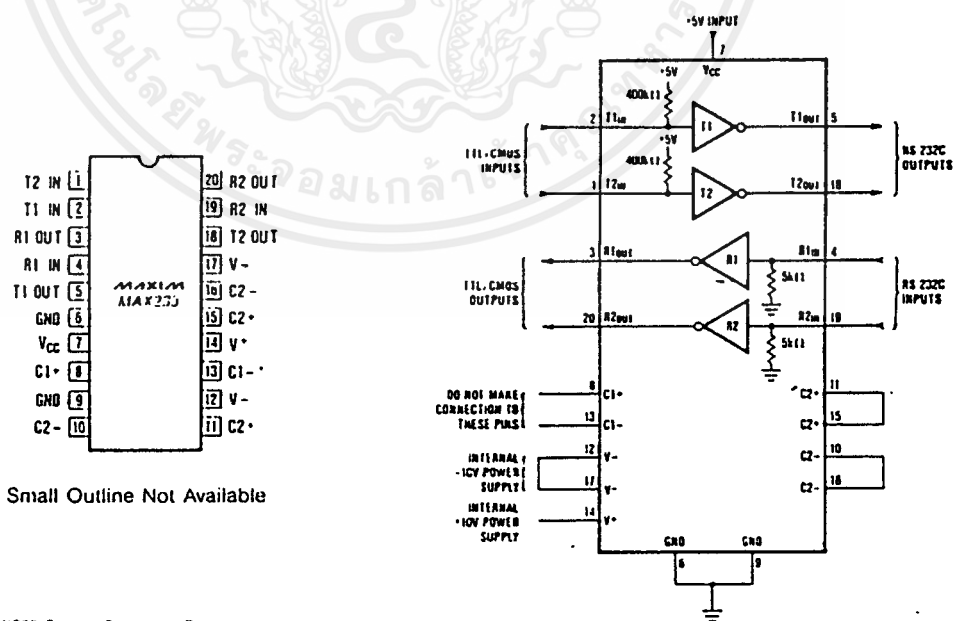 T2 IN 1
T1 IN 2
R1 OUT 3
R1 IN 4
T1 OUT 5
GND 6
VCC 7
C1+ 8
GND 9
C2- 10
20 R2 OUT
19 R2 IN
18 T2 OUT
17 V-
16 C2-
15 C2+
14 V+
13 C1-
12 V-
11 C2+
MAXIM
MAX233
Small Outline Not Available
+5V INPUT
7
VCC
+5V
400kΩ
2 T1in
T1
T1out 5
+5V
400kΩ
1 T2in
T2
T2out 18
TTL/CMOS
INPUTS
RS 232C
OUTPUTS
3 R1out
R1
R1in 4
5kΩ
20 R2out
R2
R2in 19
5kΩ
TTL/CMOS
OUTPUTS
RS 232C
INPUTS
DO NOT MAKE
CONNECTION TO
THESE PINS
8 C1+
13 C1-
INTERNAL
-10V POWER
SUPPLY
12 V-
17 V-
INTERNAL
+10V POWER
SUPPLY
14 V+
C2+ 11
C2+ 15
C2- 10
C2- 16
GND GND
6 9